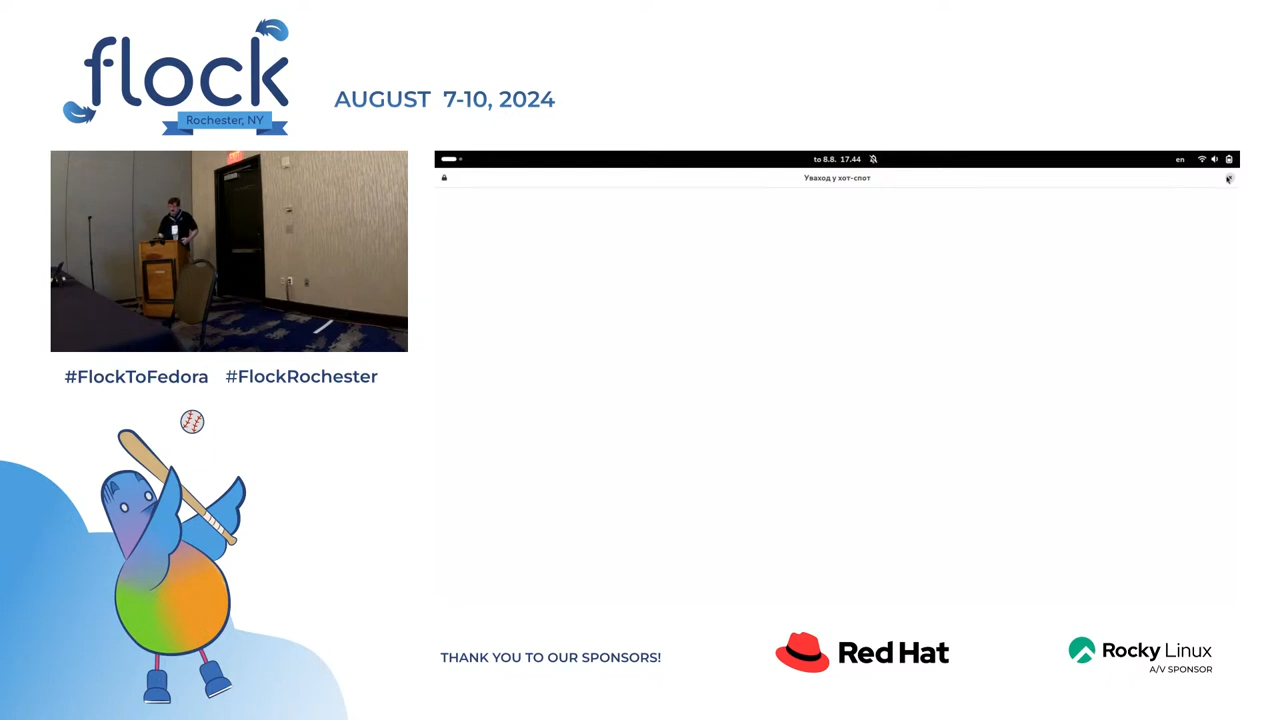 flock
Rochester, NY
AUGUST 7-10, 2024
to 8.8. 17.44
en
Уваход у хот-спот
#FlockToFedora #FlockRochester
THANK YOU TO OUR SPONSORS!
Red Hat
Rocky Linux
A/V SPONSOR